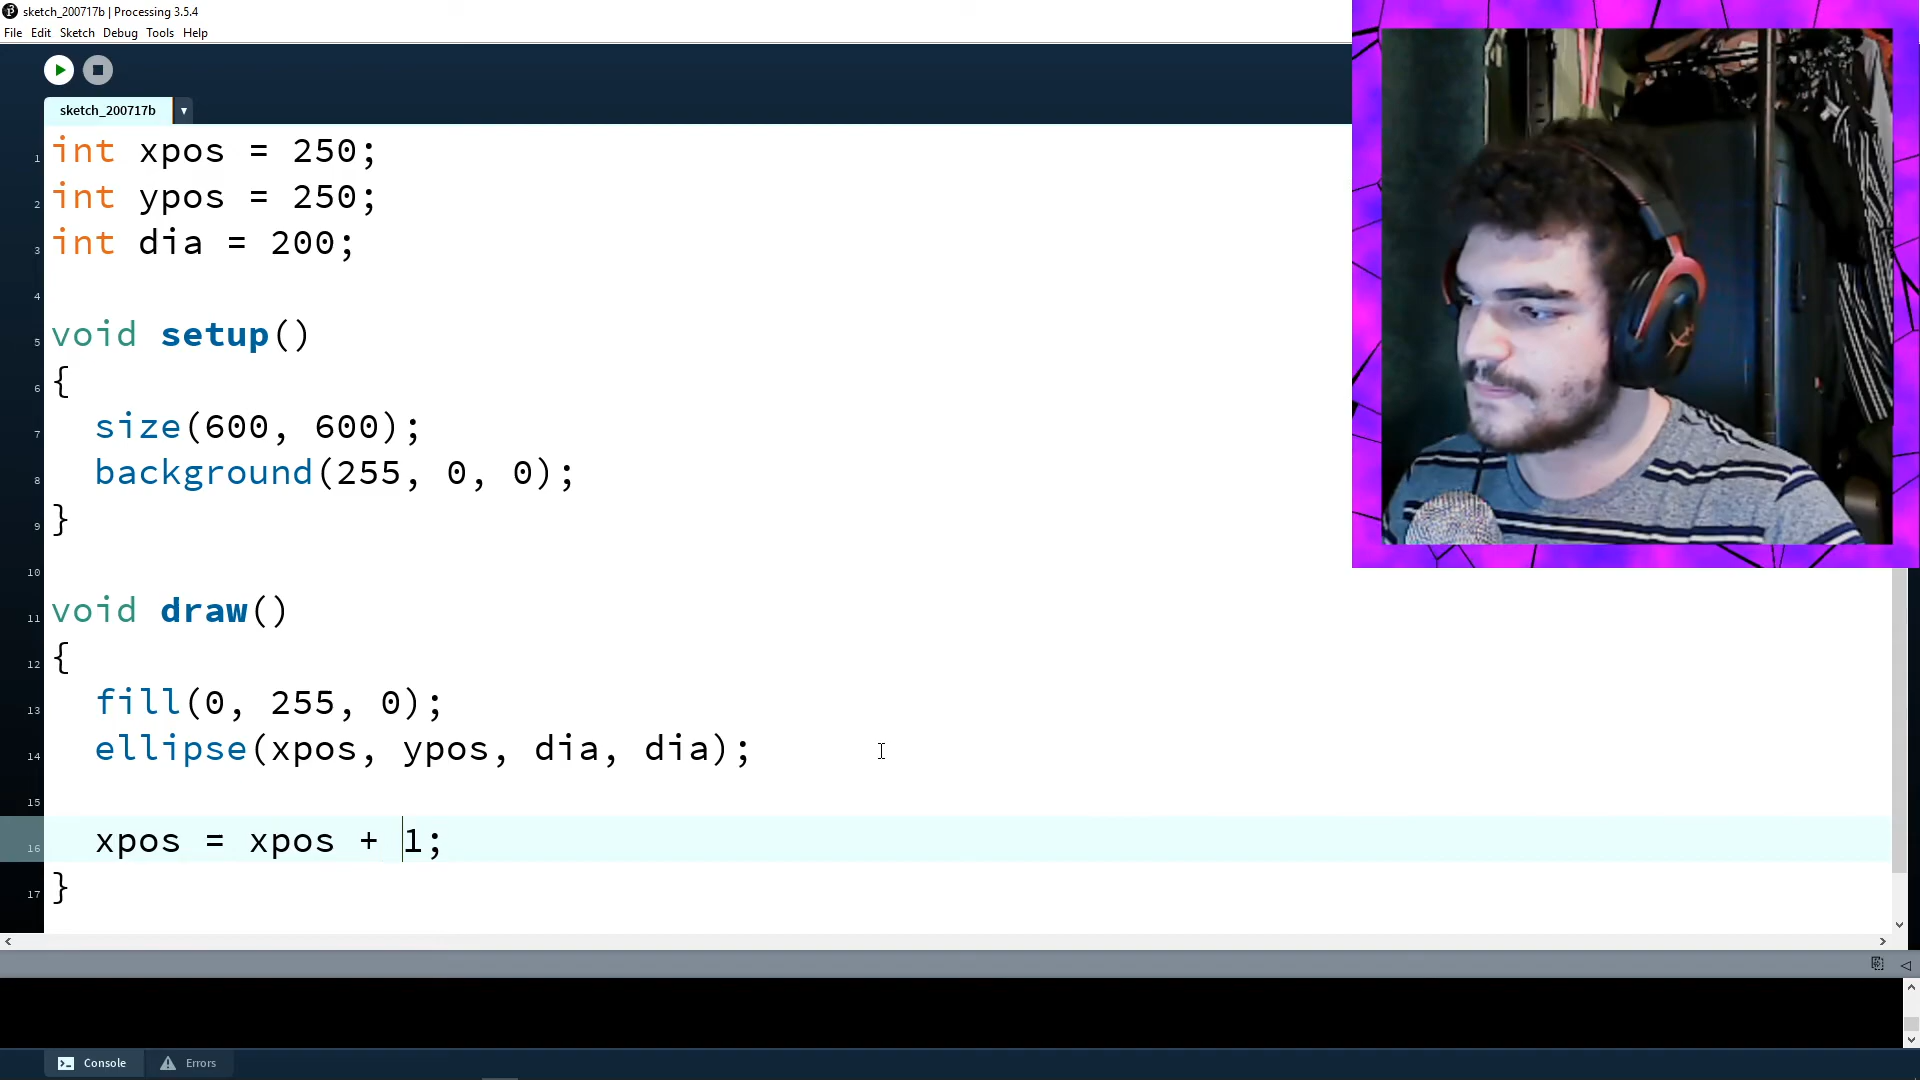 sketch_200717b | Processing 3.5.4
File Edit Sketch Debug Tools Help
sketch_200717b ▼
1 int xpos = 250;
2 int ypos = 250;
3 int dia = 200;
4
5 void setup()
6 {
7 size(600, 600);
8 background(255, 0, 0);
9 }
10
11 void draw()
12 {
13 fill(0, 255, 0);
14 ellipse(xpos, ypos, dia, dia);
15
16 xpos = xpos + 1;
17 }
Console Errors